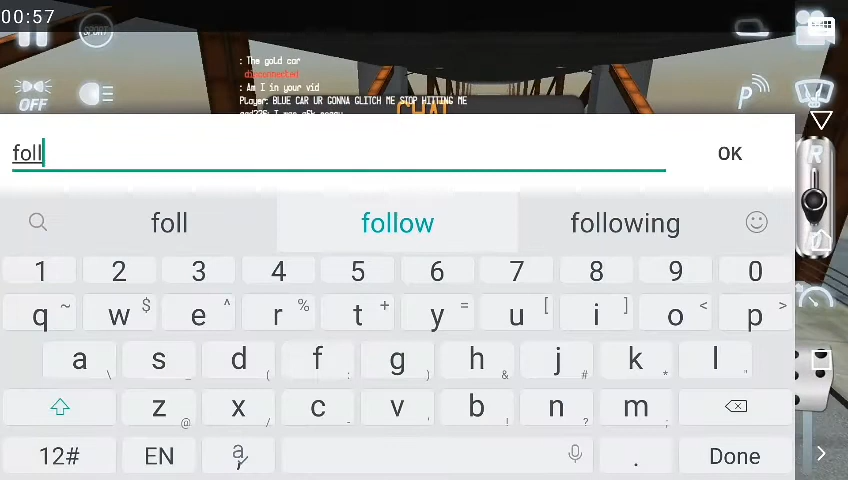 00:57
SPORT
: The gold car
disconnected
: Am I in your vid
Player: BLUE CAR UR GONNA GLITCH ME STOP HITTING ME
OFF
P
CHAT
R
foll
OK
foll follow following
1 2 3 4 5 6 7 8 9 0
q ~ w $ e ^ r % t + y = u [ i ] o < p >
a \ s _ d ( f : g ) h & j # k * l "
z @ x / c - v ' b ! n ? m ;
12# EN a , . Done